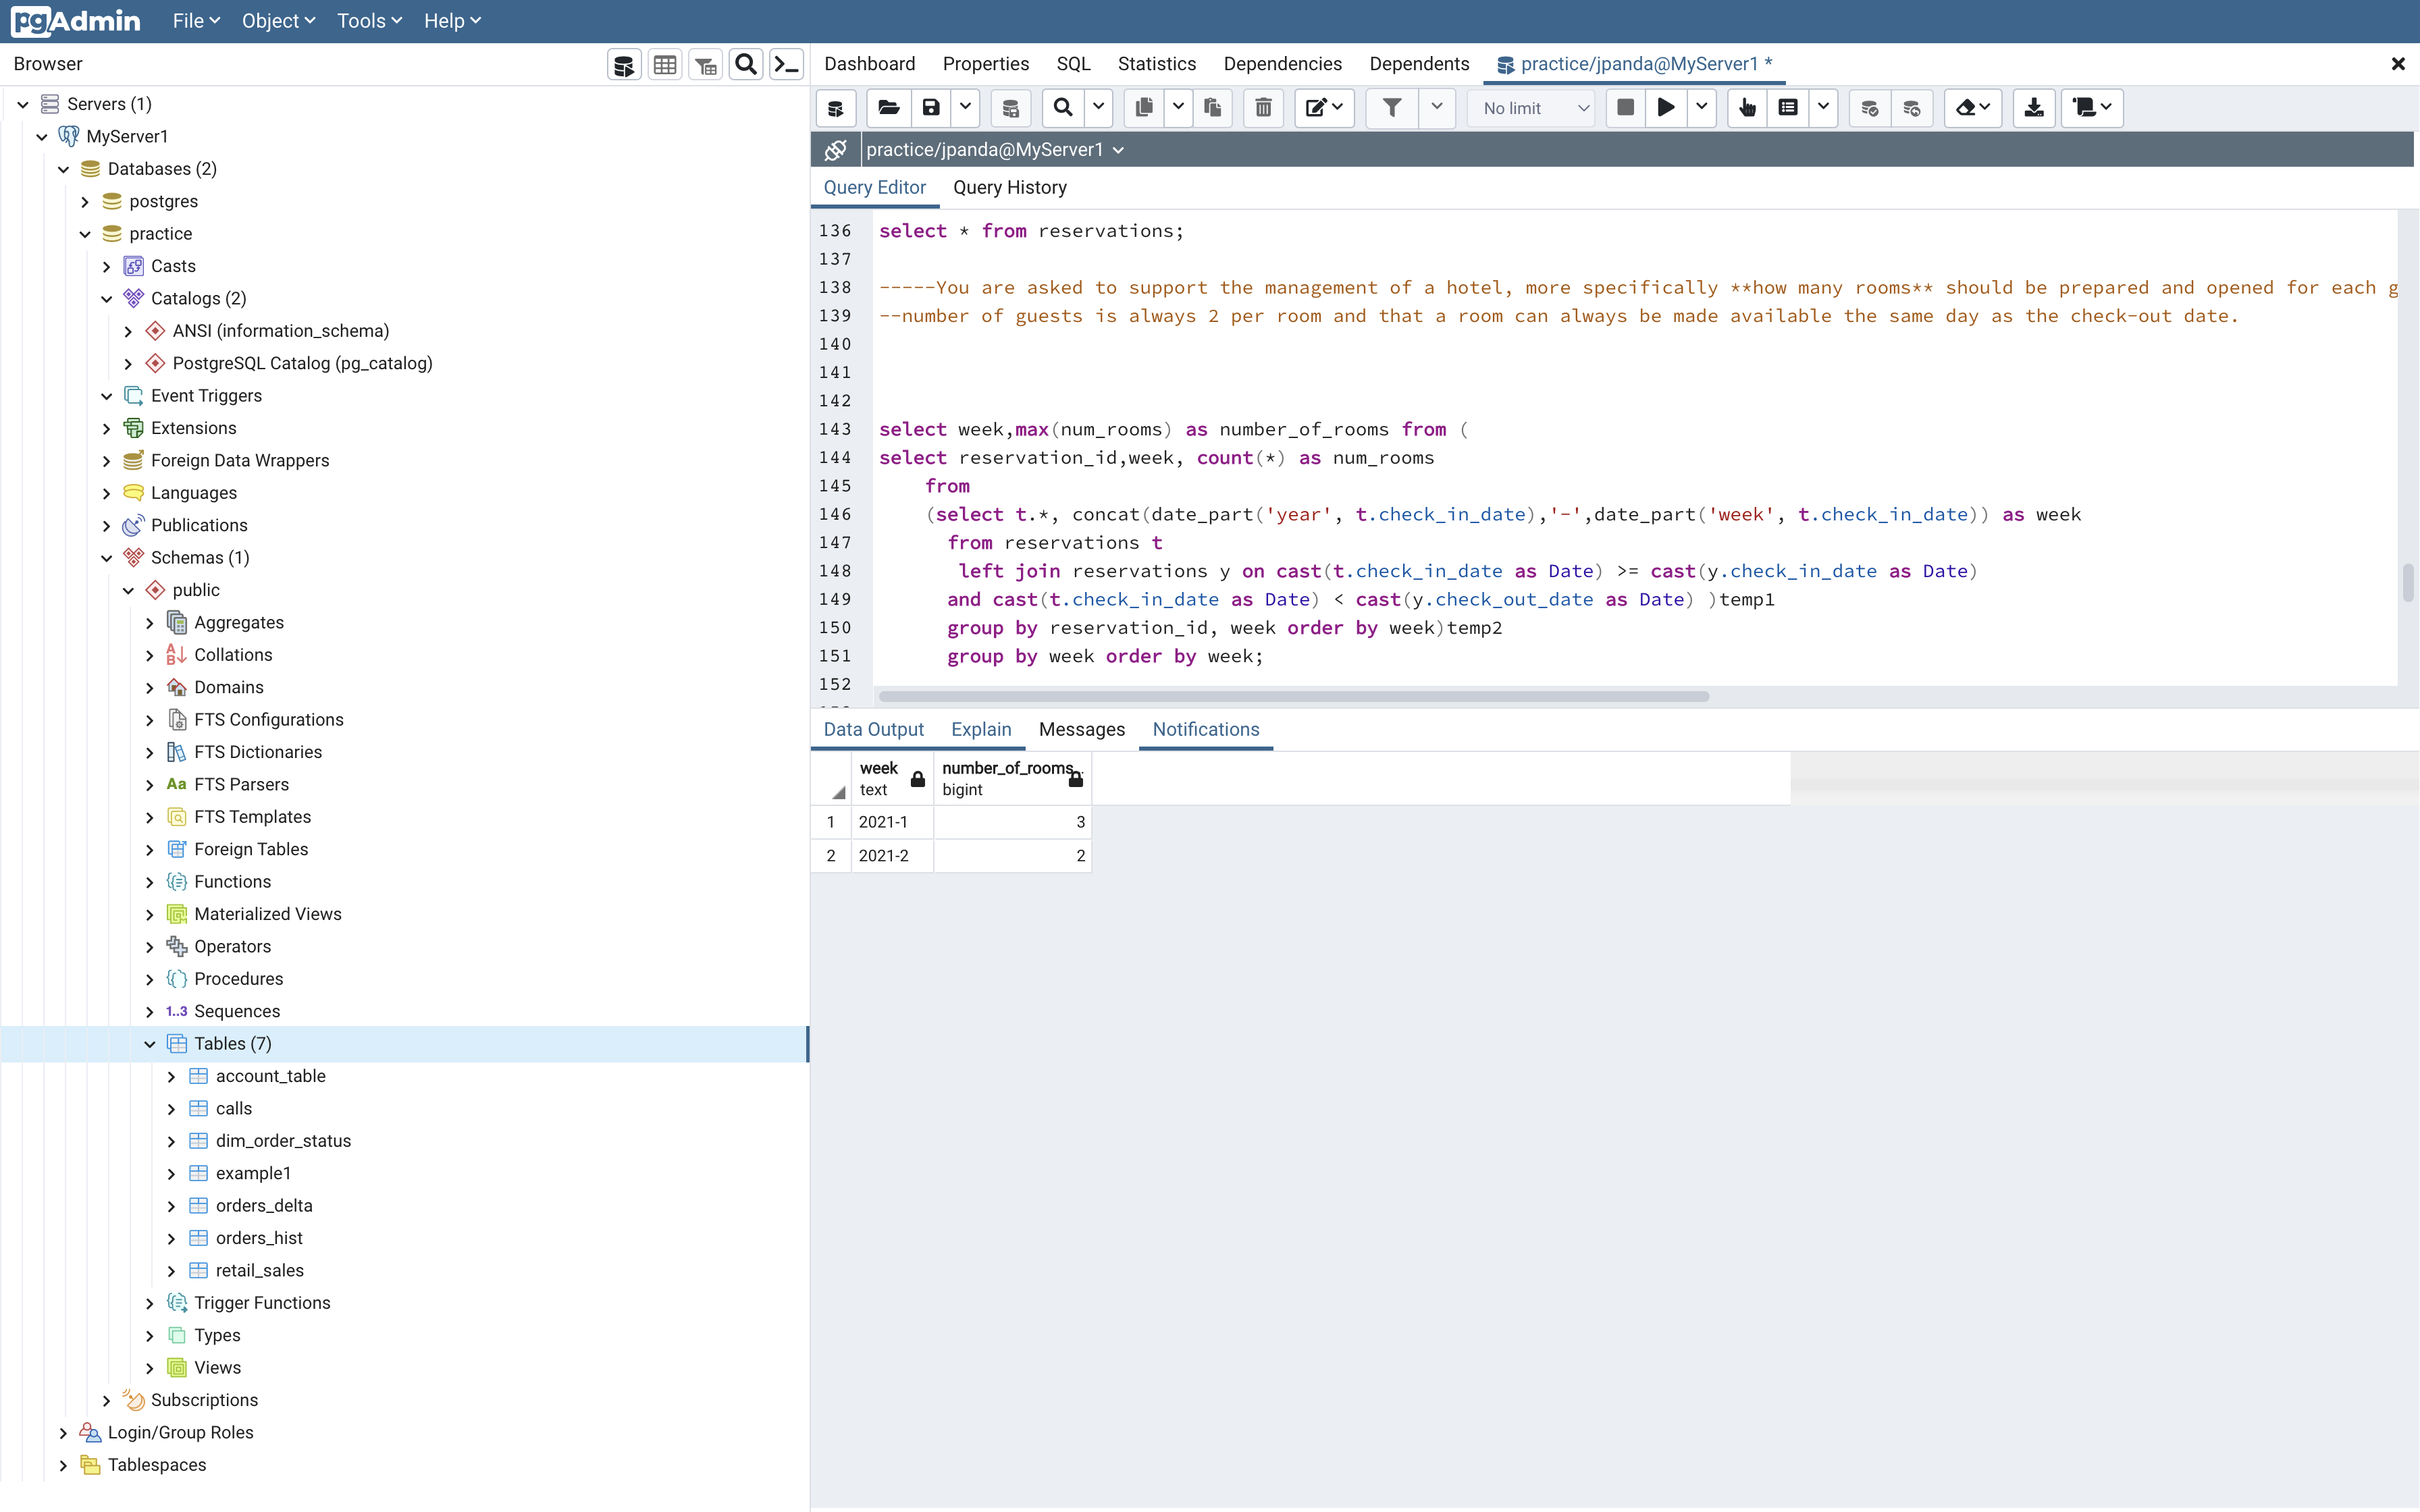 pgAdmin File Object Tools Help
Browser
Dashboard Properties SQL Statistics Dependencies Dependents practice/jpanda@MyServer1 *
Servers (1)
MyServer1
Databases (2)
postgres
practice
Casts
Catalogs (2)
ANSI (information_schema)
PostgreSQL Catalog (pg_catalog)
Event Triggers
Extensions
Foreign Data Wrappers
Languages
Publications
Schemas (1)
public
Aggregates
Collations
Domains
FTS Configurations
FTS Dictionaries
Aa FTS Parsers
FTS Templates
Foreign Tables
Functions
Materialized Views
Operators
Procedures
1..3 Sequences
Tables (7)
account_table
calls
dim_order_status
example1
orders_delta
orders_hist
retail_sales
Trigger Functions
Types
Views
Subscriptions
Login/Group Roles
Tablespaces
No limit
practice/jpanda@MyServer1
Query Editor Query History
136 select * from reservations;
137
138 -----You are asked to support the management of a hotel, more specifically **how many rooms** should be prepared and opened for each g
139 --number of guests is always 2 per room and that a room can always be made available the same day as the check-out date.
140
141
142
143 select week,max(num_rooms) as number_of_rooms from (
144 select reservation_id,week, count(*) as num_rooms
145 from
146 (select t.*, concat(date_part('year', t.check_in_date),'-',date_part('week', t.check_in_date)) as week
147 from reservations t
148 left join reservations y on cast(t.check_in_date as Date) >= cast(y.check_in_date as Date)
149 and cast(t.check_in_date as Date) < cast(y.check_out_date as Date) )temp1
150 group by reservation_id, week order by week)temp2
151 group by week order by week;
152
Data Output Explain Messages Notifications
week number_of_rooms
text bigint
1 2021-1 3
2 2021-2 2